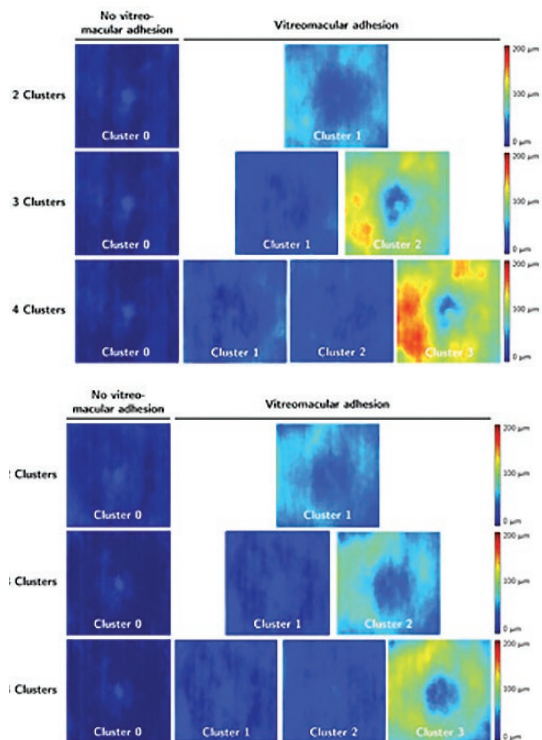 No vitreo-
macular adhesion
Vitreomacular adhesion
2 Clusters
Cluster 0
Cluster 1
200 µm
100 µm
0 µm
3 Clusters
Cluster 0
Cluster 1
Cluster 2
200 µm
100 µm
0 µm
4 Clusters
Cluster 0
Cluster 1
Cluster 2
Cluster 3
200 µm
100 µm
0 µm
No vitreo-
macular adhesion
Vitreomacular adhesion
Clusters
Cluster 0
Cluster 1
200 µm
100 µm
0 µm
Clusters
Cluster 0
Cluster 1
Cluster 2
200 µm
100 µm
0 µm
Clusters
Cluster 0
Cluster 1
Cluster 2
Cluster 3
200 µm
100 µm
0 µm